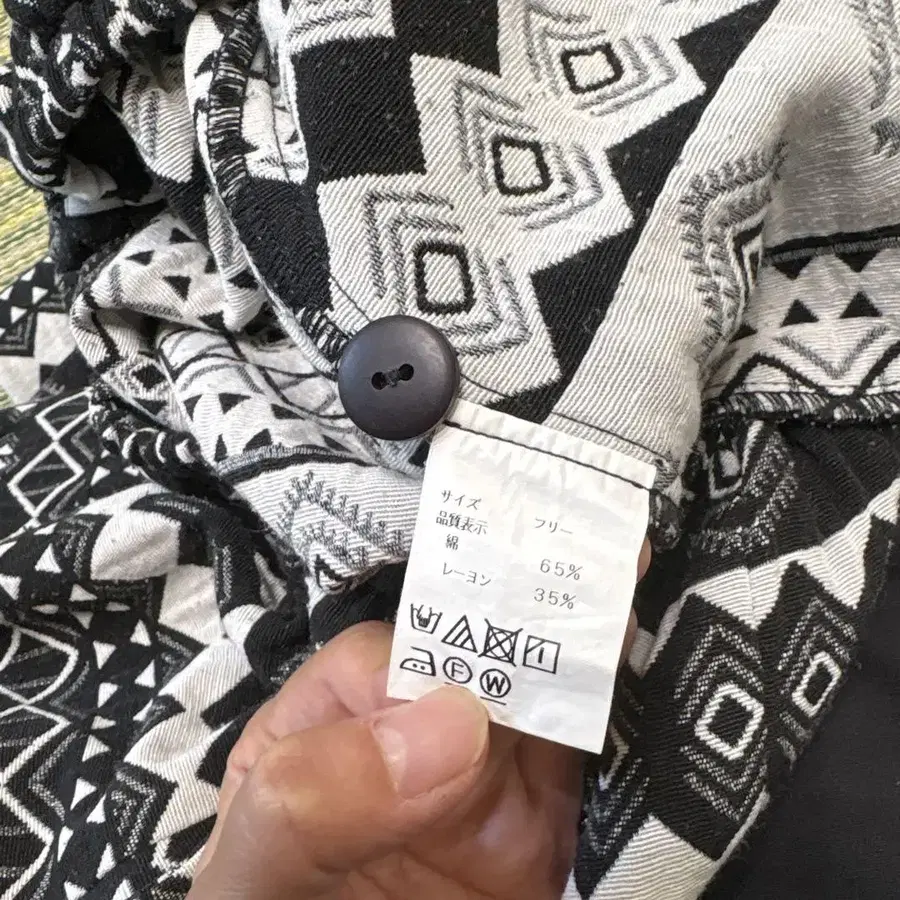 サイズ フリー
品質表示
綿 65%
レーヨン 35%
F W